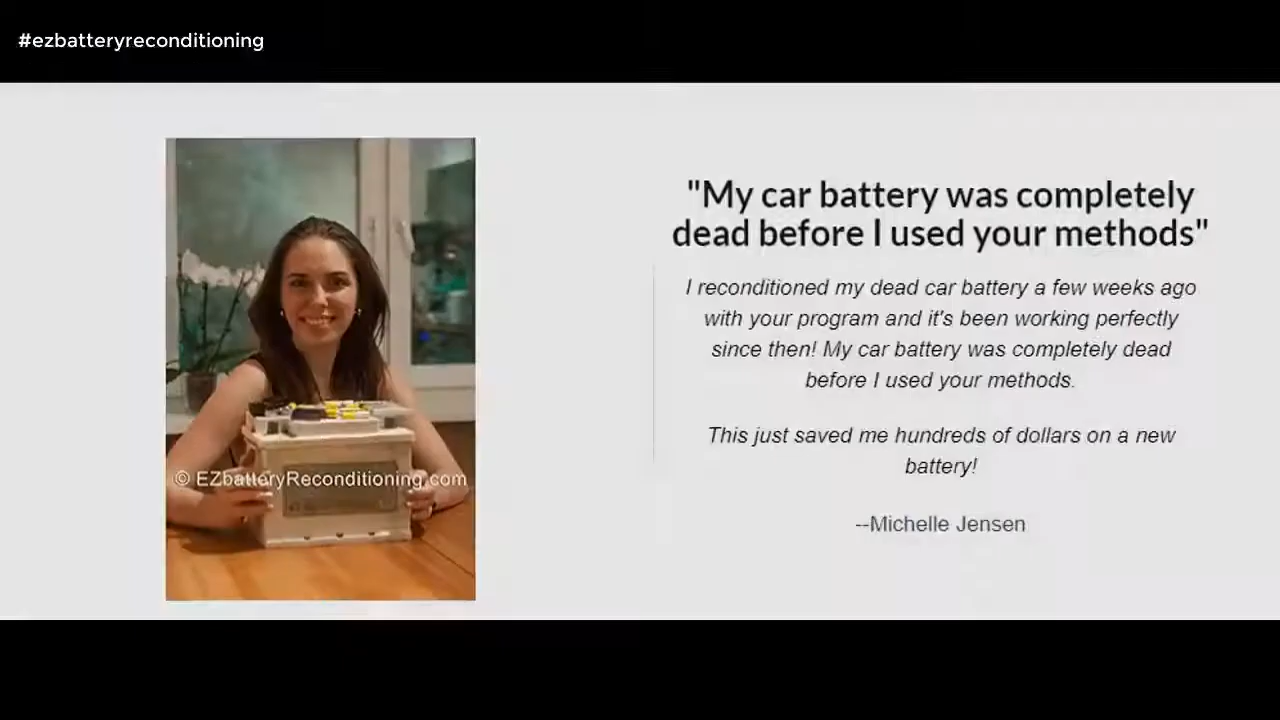 #ezbatteryreconditioning
"My car battery was completely
dead before I used your methods"
I reconditioned my dead car battery a few weeks ago
with your program and it's been working perfectly
since then! My car battery was completely dead
before I used your methods.
This just saved me hundreds of dollars on a new
battery!
--Michelle Jensen
© EZbatteryReconditioning.com